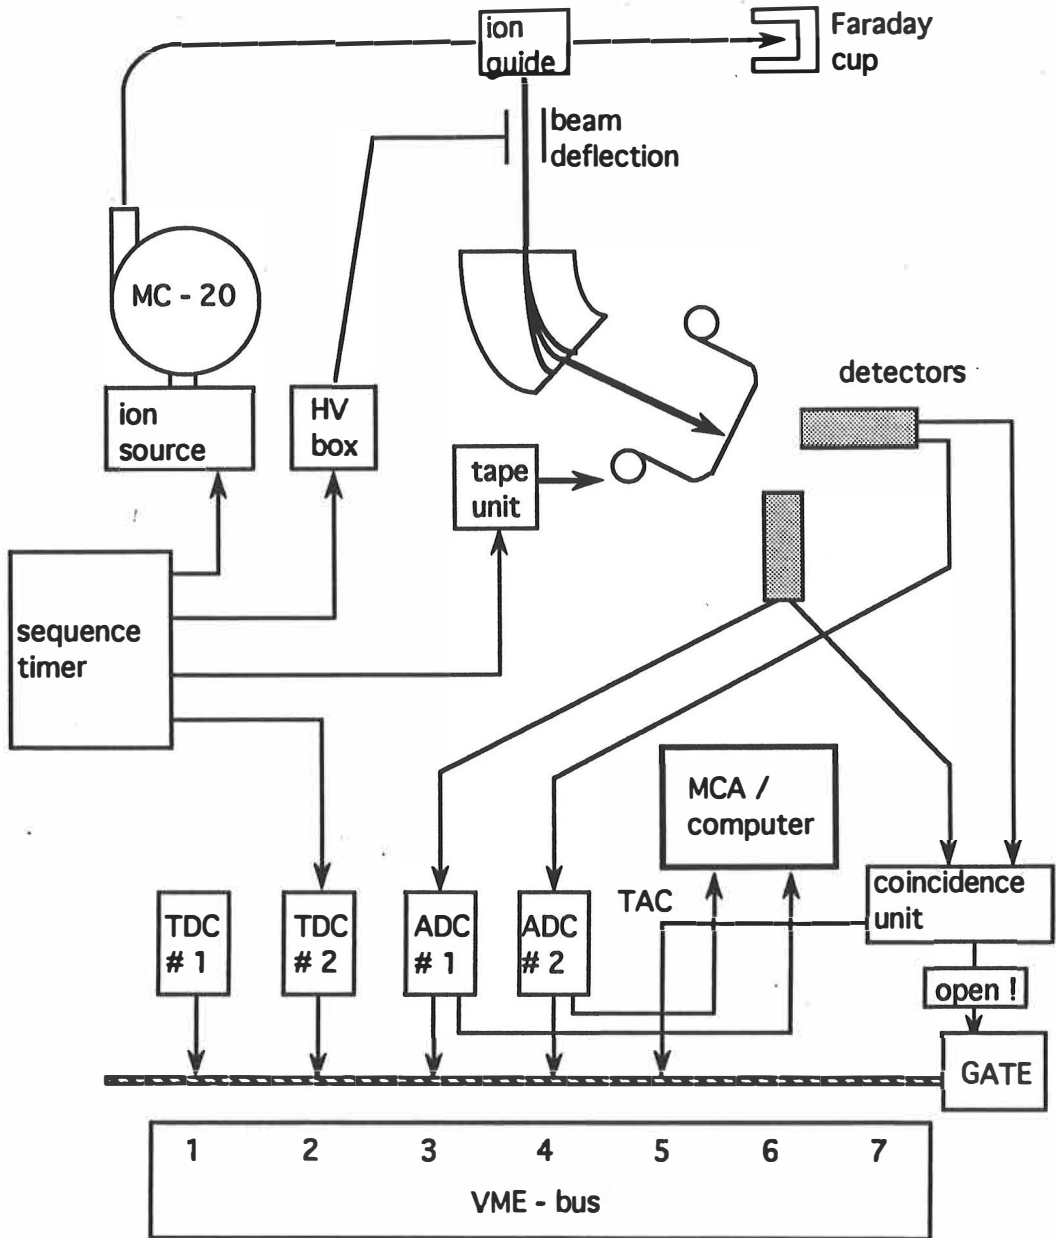 ion
guide
Faraday
cup
beam
deflection
MC - 20
detectors
ion
source
HV
box
tape
unit
sequence
timer
MCA /
computer
TAC
coincidence
unit
TDC
# 1
TDC
# 2
ADC
# 1
ADC
# 2
open !
GATE
1 2 3 4 5 6 7
VME - bus